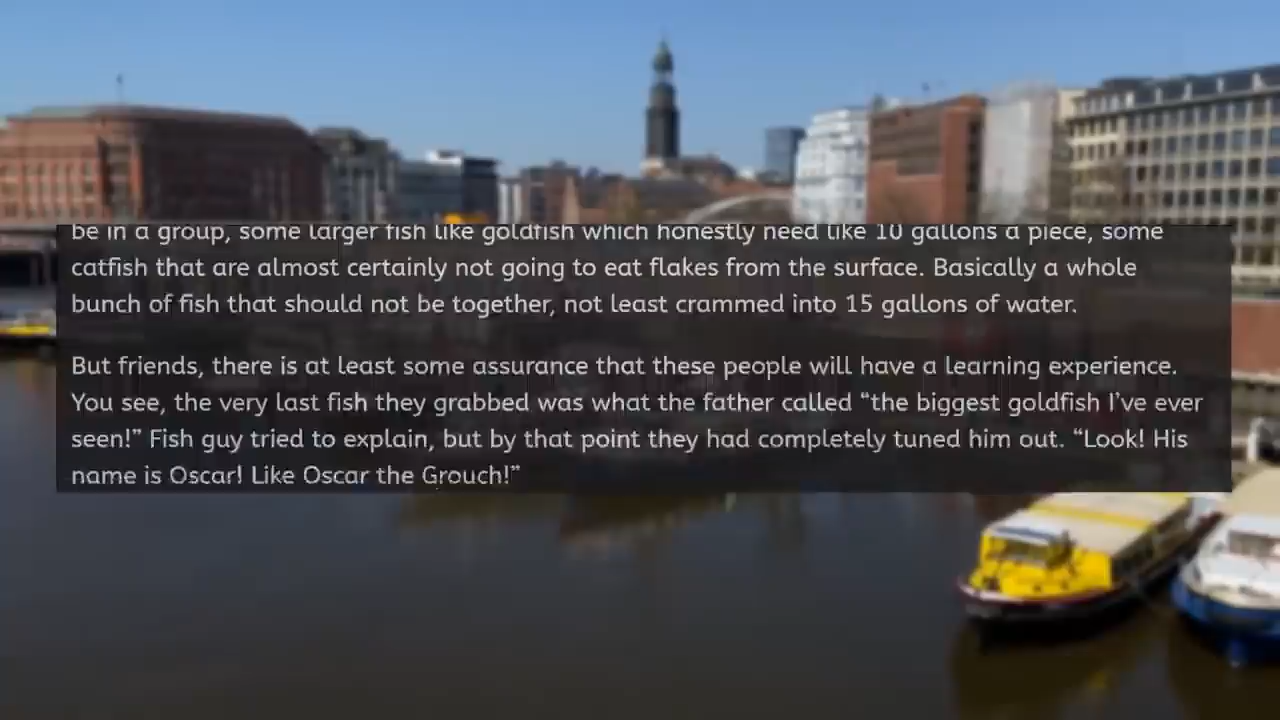 be in a group, some larger fish like goldfish which honestly need like 10 gallons a piece, some
catfish that are almost certainly not going to eat flakes from the surface. Basically a whole
bunch of fish that should not be together, not least crammed into 15 gallons of water.
But friends, there is at least some assurance that these people will have a learning experience.
You see, the very last fish they grabbed was what the father called “the biggest goldfish I’ve ever
seen!” Fish guy tried to explain, but by that point they had completely tuned him out. “Look! His
name is Oscar! Like Oscar the Grouch!”